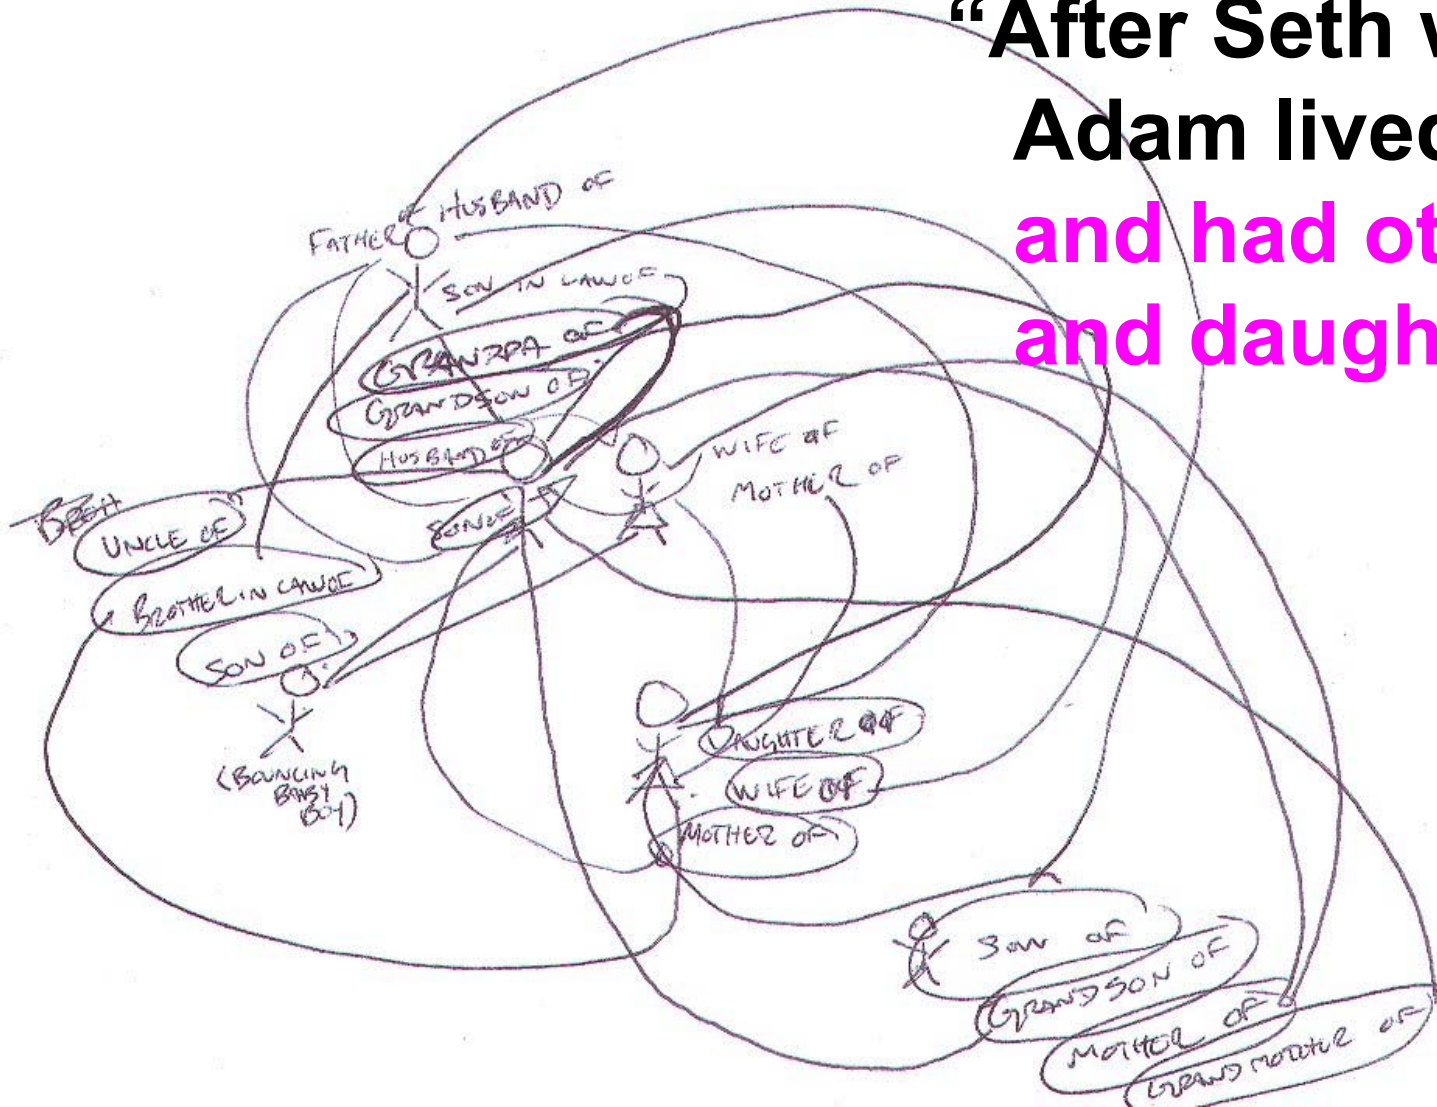 “After Seth w
Adam lived
and had ot
and daugh
HUSBAND OF
FATHER OF
SON IN LAW OF
GRANDPA OF
GRANDSON OF
HUSBAND OF
WIFE OF
MOTHER OF
UNCLE OF
SON OF
BROTHER IN LAW OF
SON OF
(BOUNCING
BABY
BOY)
DAUGHTER OF
WIFE OF
MOTHER OF
SON OF
GRANDSON OF
MOTHER OF
GRANDMOTHER OF